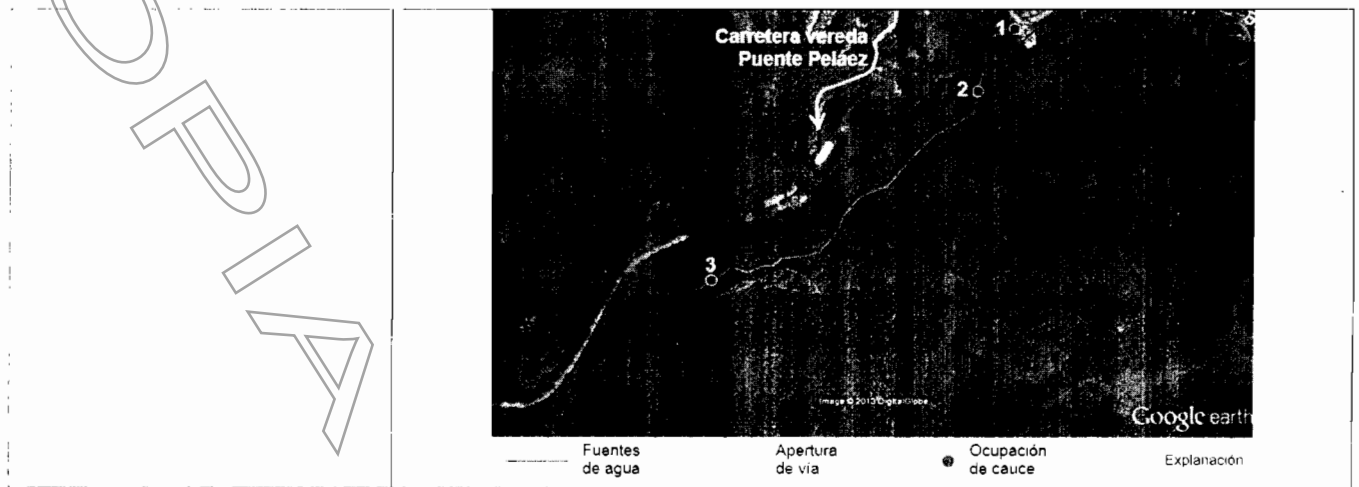 OPIA
Carretera vereda
Puente Peláez
1
2
3
Image © 2013 DigitalGlobe
Google earth
Fuentes
de agua
Apertura
de vía
Ocupación
de cauce
Explanación